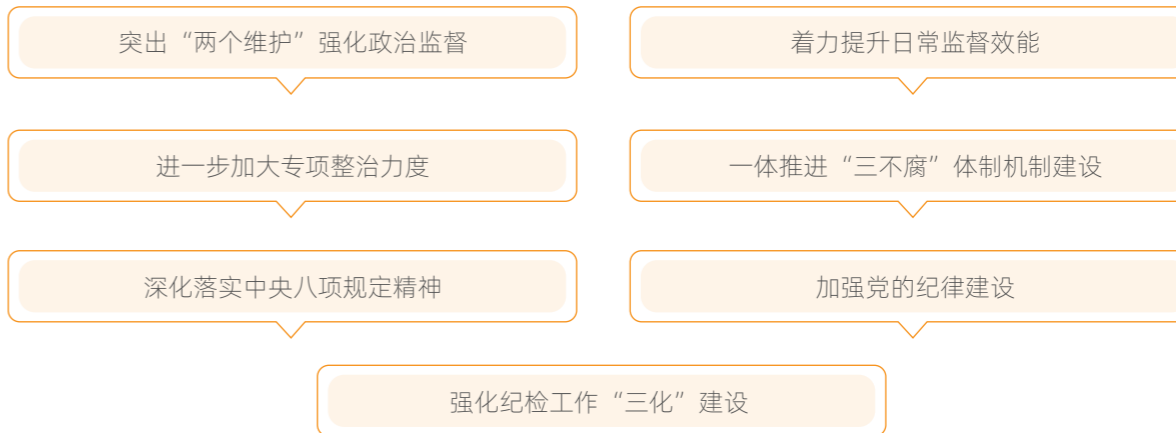 突出“两个维护”强化政治监督
着力提升日常监督效能
进一步加大专项整治力度
一体推进“三不腐”体制机制建设
深化落实中央八项规定精神
加强党的纪律建设
强化纪检工作“三化”建设